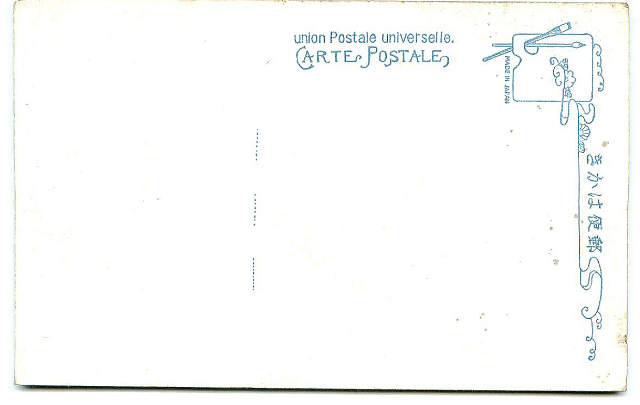 union Postale universelle.
CARTE POSTALE
MADE IN JAPAN
郵便はかき